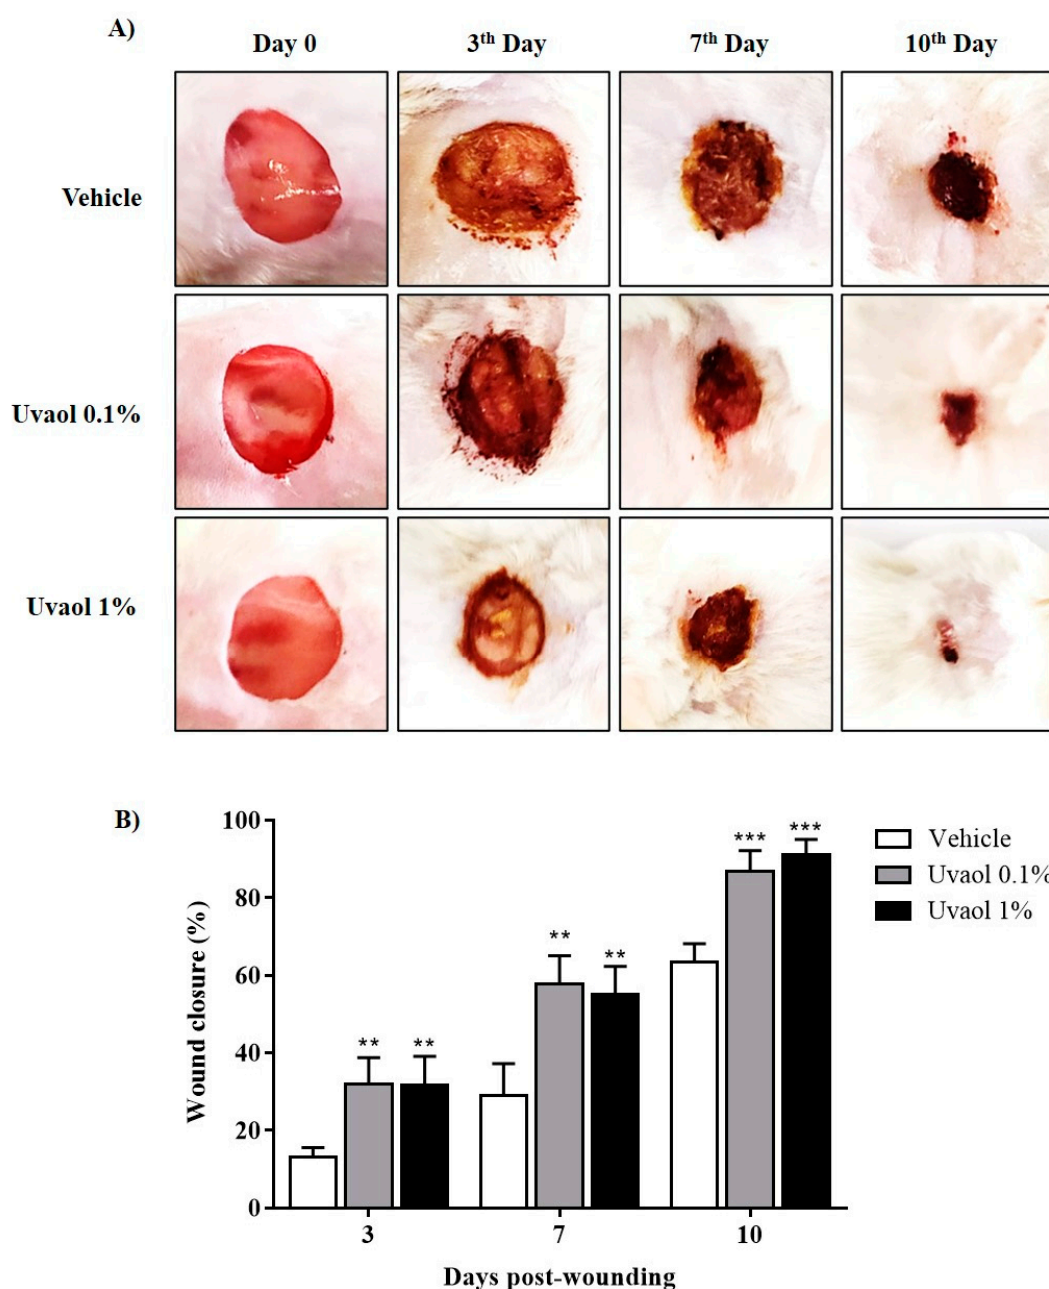 A)
Day 0 3th Day 7th Day 10th Day
Vehicle
Uvaol 0.1%
Uvaol 1%
B)
Wound closure (%)
100
80
60
40
20
0
** **
** **
*** ***
3 7 10
Days post-wounding
Vehicle
Uvaol 0.1%
Uvaol 1%